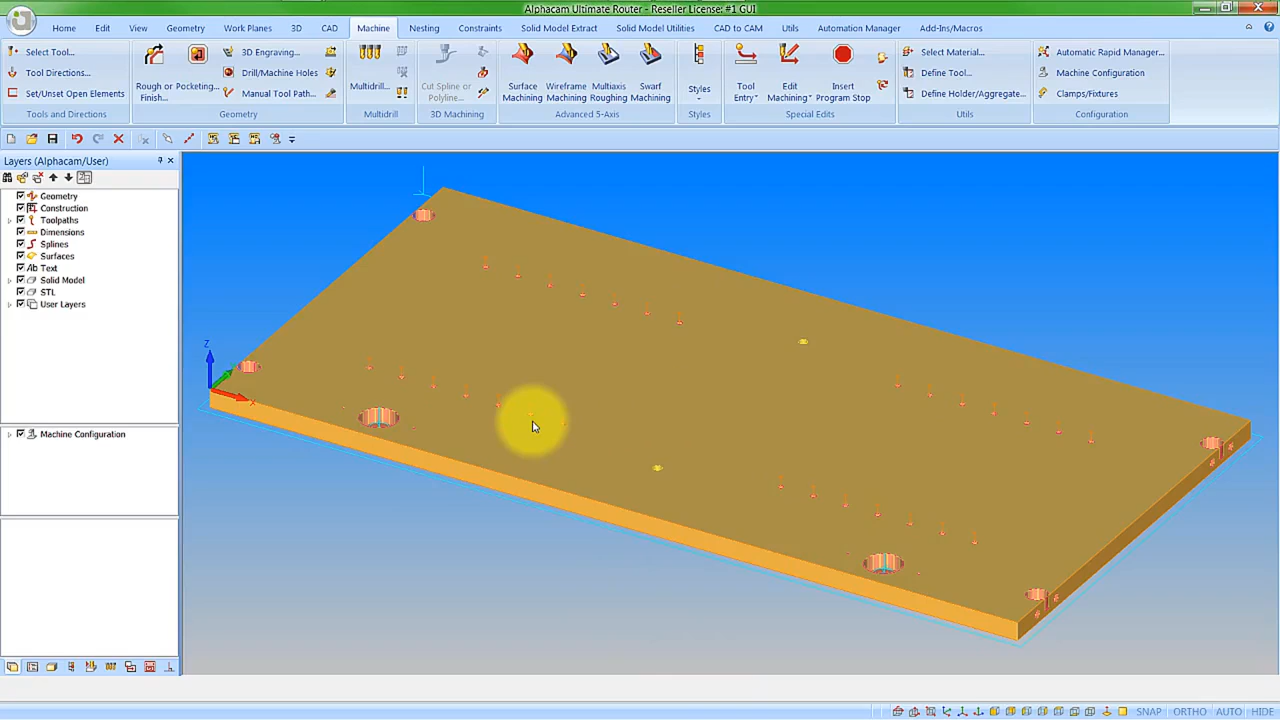 Alphacam Ultimate Router - Reseller License: #1 GUI
Home Edit View Geometry Work Planes 3D CAD Machine Nesting Constraints Solid Model Extract Solid Model Utilities CAD to CAM Utils Automation Manager Add-Ins/Macros
Select Tool...
Tool Directions...
Set/Unset Open Elements
Tools and Directions
Rough or Finish...
Pocketing...
3D Engraving...
Drill/Machine Holes
Manual Tool Path...
Geometry
Multidrill...
Multidrill
Cut Spline or Polyline...
3D Machining
Surface Machining
Wireframe Machining
Multiaxis Roughing
Swarf Machining
Advanced 5-Axis
Styles
Styles
Tool Entry
Edit Machining
Insert Program Stop
Special Edits
Select Material...
Define Tool...
Define Holder/Aggregate...
Utils
Automatic Rapid Manager...
Machine Configuration
Clamps/Fixtures
Configuration
Layers (Alphacam/User)
Geometry
Construction
Toolpaths
Dimensions
Splines
Surfaces
Ab Text
Solid Model
STL
User Layers
Machine Configuration
Z
X
SNAP ORTHO AUTO HIDE